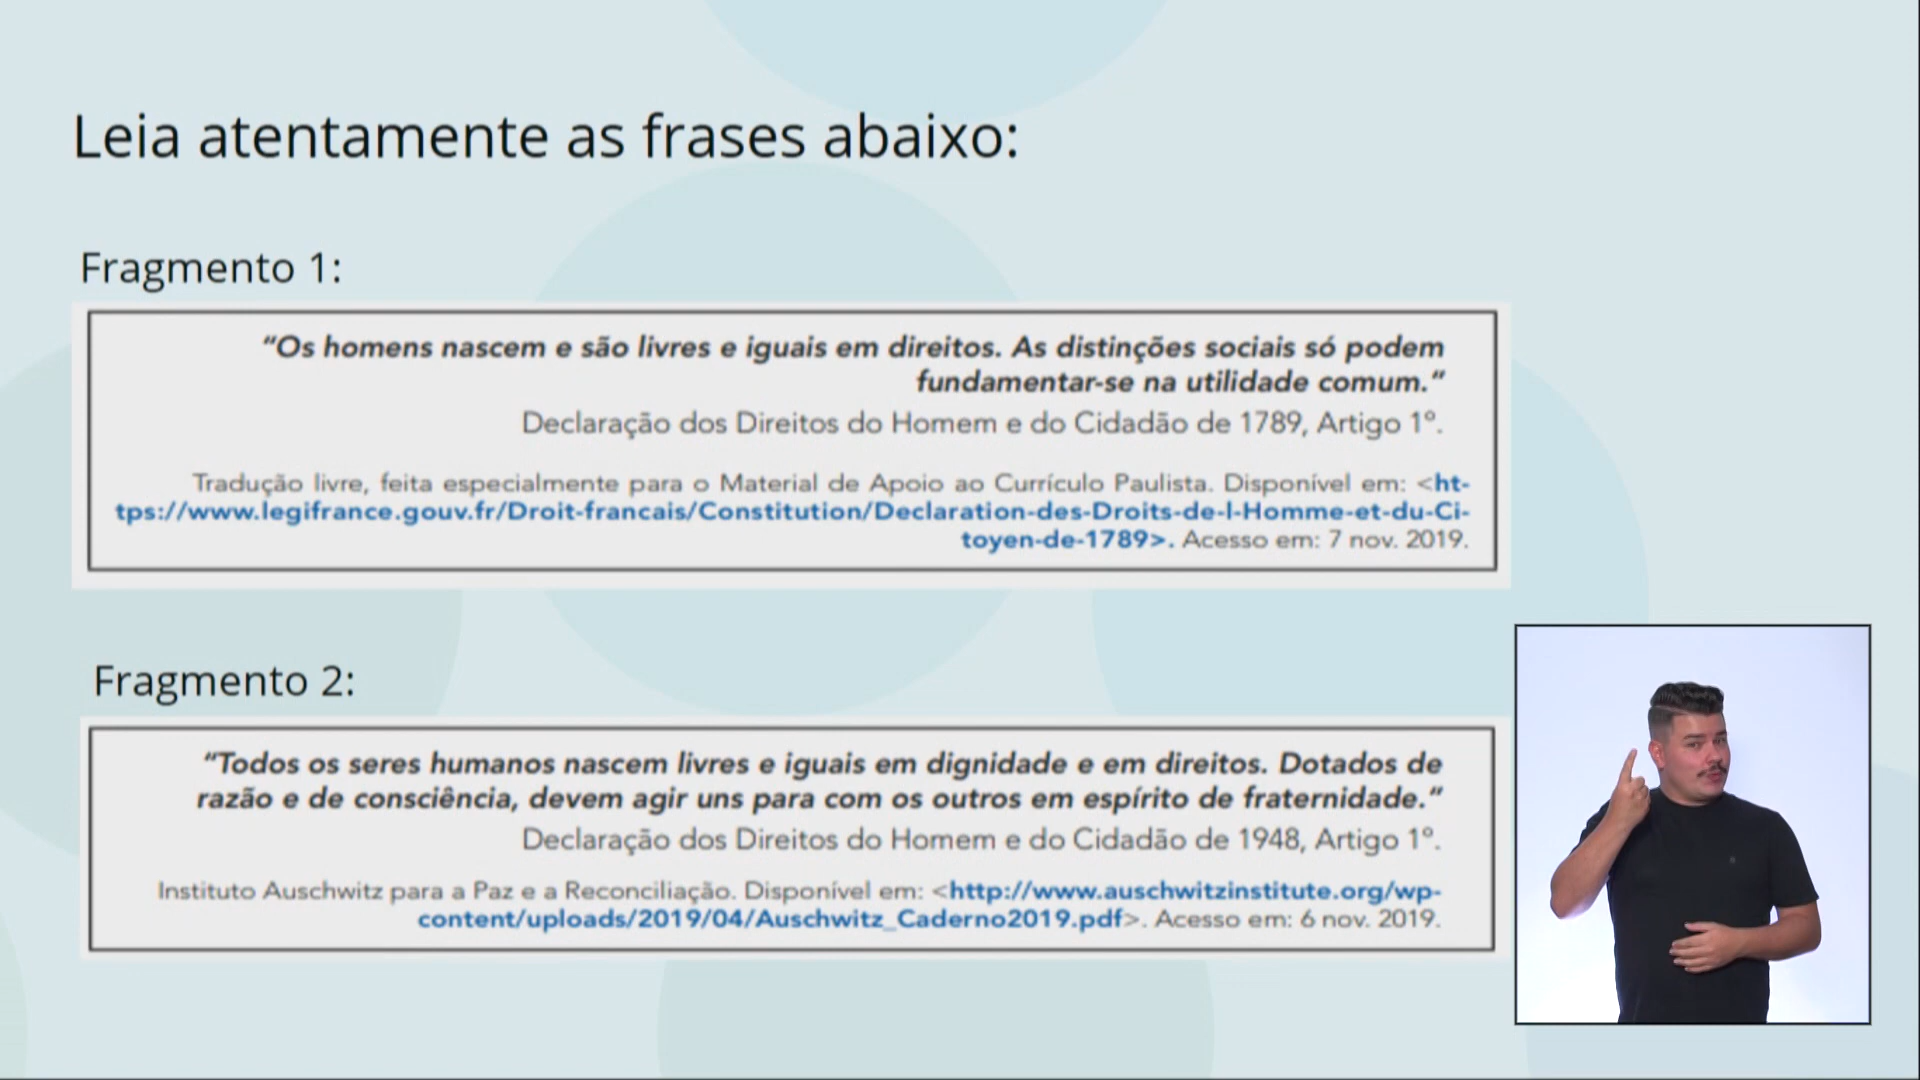 Leia atentamente as frases abaixo:
Fragmento 1:
“Os homens nascem e são livres e iguais em direitos. As distinções sociais só podem
fundamentar-se na utilidade comum.”
Declaração dos Direitos do Homem e do Cidadão de 1789, Artigo 1º.
Tradução livre, feita especialmente para o Material de Apoio ao Currículo Paulista. Disponível em: <ht-
tps://www.legifrance.gouv.fr/Droit-francais/Constitution/Declaration-des-Droits-de-l-Homme-et-du-Ci-
toyen-de-1789>. Acesso em: 7 nov. 2019.
Fragmento 2:
“Todos os seres humanos nascem livres e iguais em dignidade e em direitos. Dotados de
razão e de consciência, devem agir uns para com os outros em espírito de fraternidade.”
Declaração dos Direitos do Homem e do Cidadão de 1948, Artigo 1º.
Instituto Auschwitz para a Paz e a Reconciliação. Disponível em: <http://www.auschwitzinstitute.org/wp-
content/uploads/2019/04/Auschwitz_Caderno2019.pdf>. Acesso em: 6 nov. 2019.